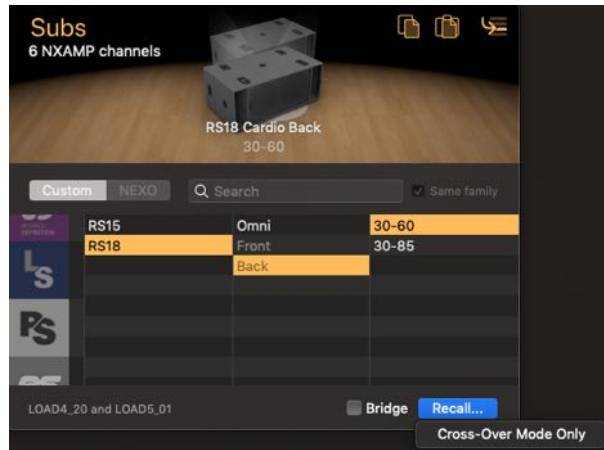 Subs
6 NXAMP channels
RS18 Cardio Back
30-60
Custom NEXO Search Same family
RS15 Omni 30-60
RS18 Front 30-85
Back
LS
PS
LOAD4_20 and LOAD5_01 Bridge Recall...
Cross-Over Mode Only